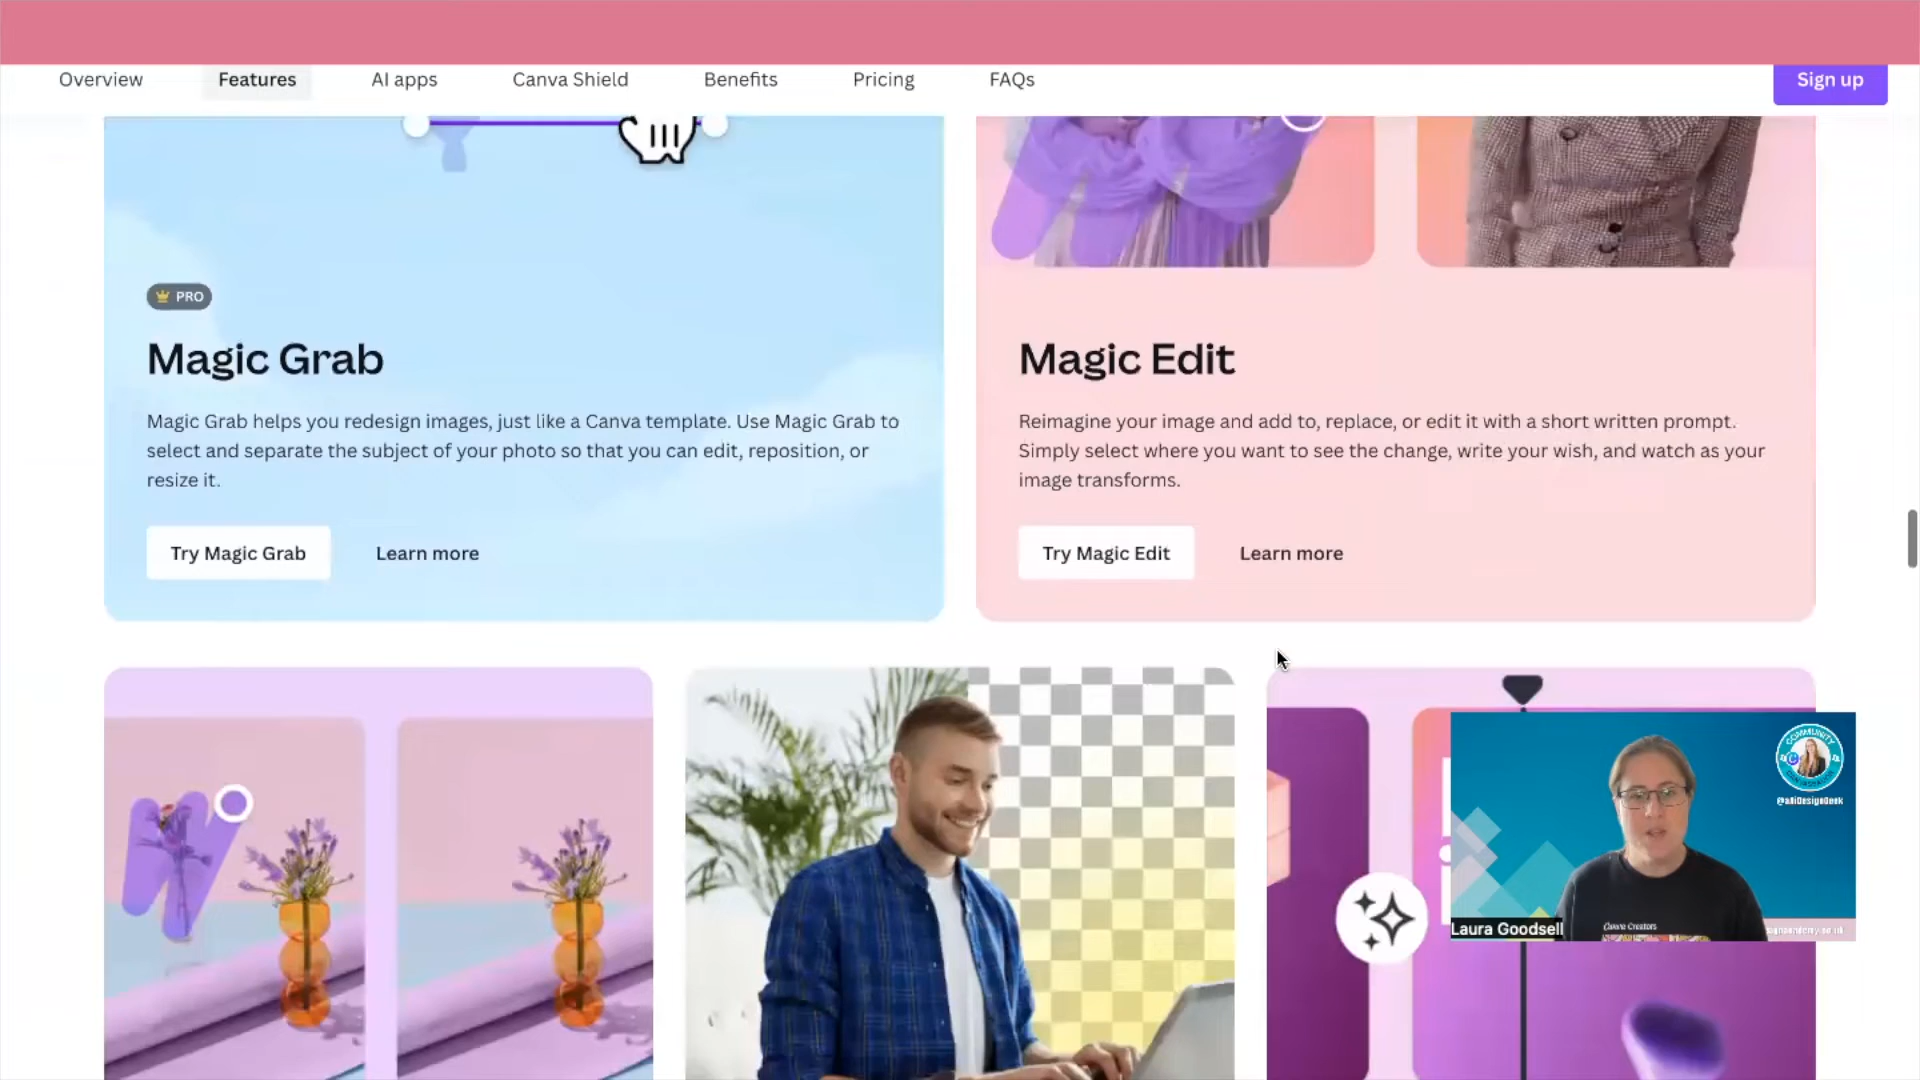 Overview Features AI apps Canva Shield Benefits Pricing FAQs Sign up
PRO
Magic Grab
Magic Grab helps you redesign images, just like a Canva template. Use Magic Grab to
select and separate the subject of your photo so that you can edit, reposition, or
resize it.
Try Magic Grab Learn more
Magic Edit
Reimagine your image and add to, replace, or edit it with a short written prompt.
Simply select where you want to see the change, write your wish, and watch as your
image transforms.
Try Magic Edit Learn more
COMMUNITY
@alliDesignGeek
Canva Creators
Laura Goodsell